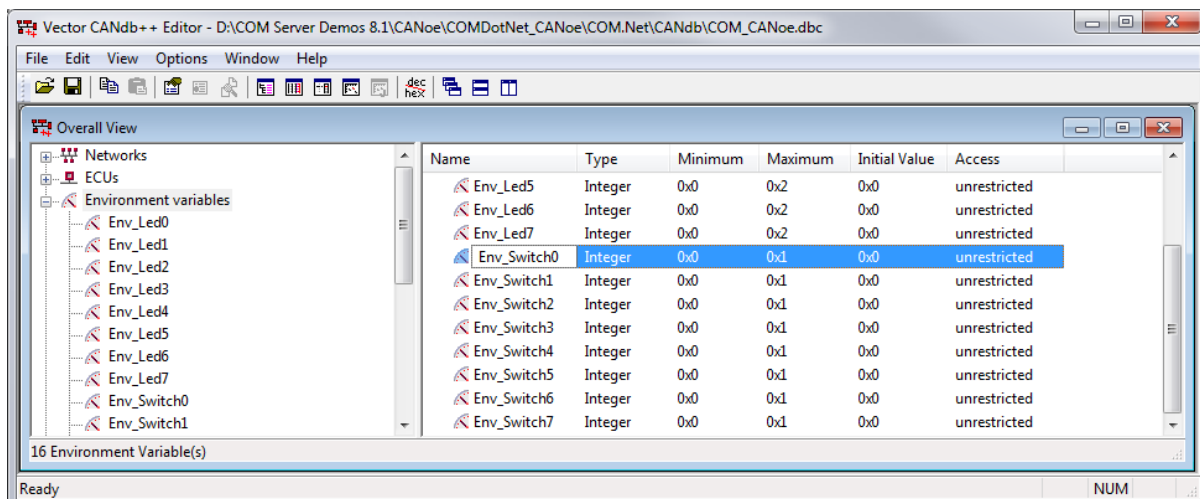 Vector CANdb++ Editor - D:\COM Server Demos 8.1\CANoe\COMDotNet_CANoe\COM.Net\CANdb\COM_CANoe.dbc
File Edit View Options Window Help
dec
hex
Overall View
Networks
ECUs
Environment variables
Env_Led0
Env_Led1
Env_Led2
Env_Led3
Env_Led4
Env_Led5
Env_Led6
Env_Led7
Env_Switch0
Env_Switch1
Name Type Minimum Maximum Initial Value Access
Env_Led5 Integer 0x0 0x2 0x0 unrestricted
Env_Led6 Integer 0x0 0x2 0x0 unrestricted
Env_Led7 Integer 0x0 0x2 0x0 unrestricted
Env_Switch0 Integer 0x0 0x1 0x0 unrestricted
Env_Switch1 Integer 0x0 0x1 0x0 unrestricted
Env_Switch2 Integer 0x0 0x1 0x0 unrestricted
Env_Switch3 Integer 0x0 0x1 0x0 unrestricted
Env_Switch4 Integer 0x0 0x1 0x0 unrestricted
Env_Switch5 Integer 0x0 0x1 0x0 unrestricted
Env_Switch6 Integer 0x0 0x1 0x0 unrestricted
Env_Switch7 Integer 0x0 0x1 0x0 unrestricted
16 Environment Variable(s)
Ready NUM